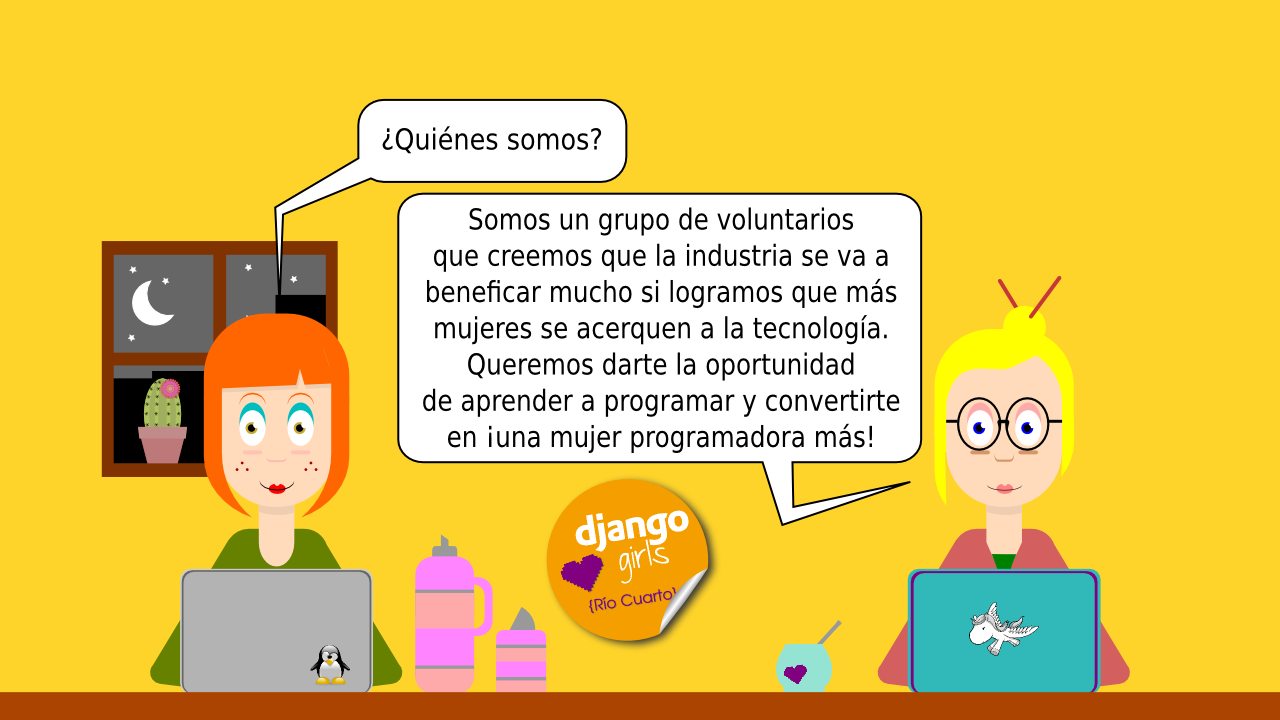 ¿Quiénes somos?
Somos un grupo de voluntarios
que creemos que la industria se va a
beneficar mucho si logramos que más
mujeres se acerquen a la tecnología.
Queremos darte la oportunidad
de aprender a programar y convertirte
en ¡una mujer programadora más!
django
girls
{Río Cuarto}